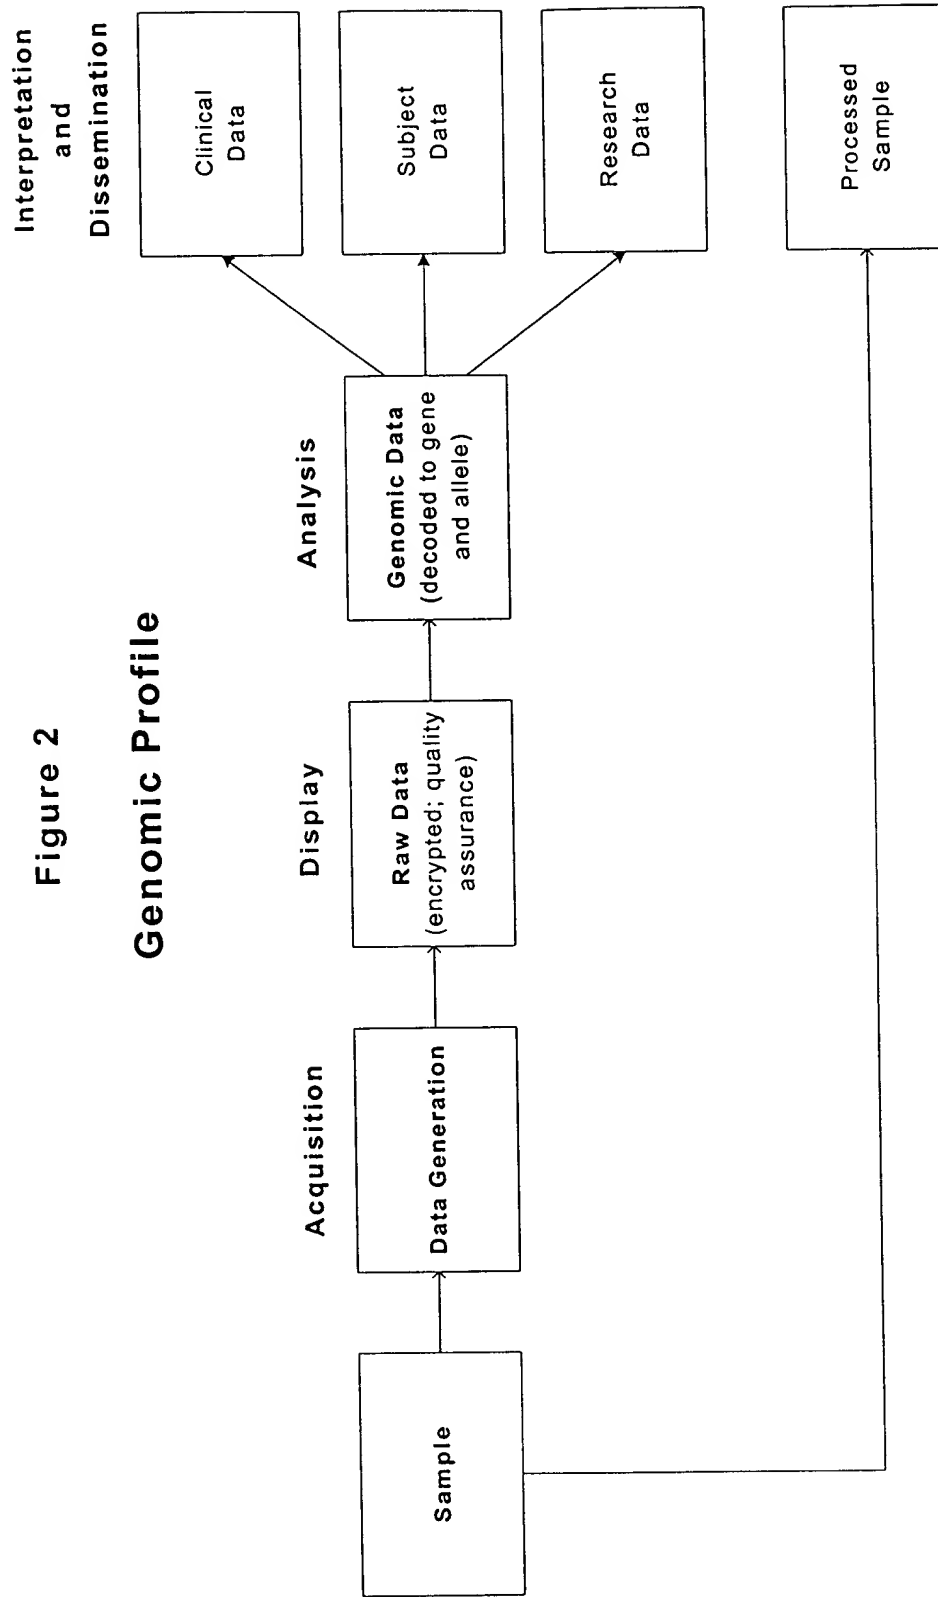 Figure 2
Genomic Profile
Acquisition
Display
Analysis
Interpretation
and
Dissemination
Sample
Data Generation
Raw Data
(encrypted; quality
assurance)
Genomic Data
(decoded to gene
and allele)
Clinical
Data
Subject
Data
Research
Data
Processed
Sample